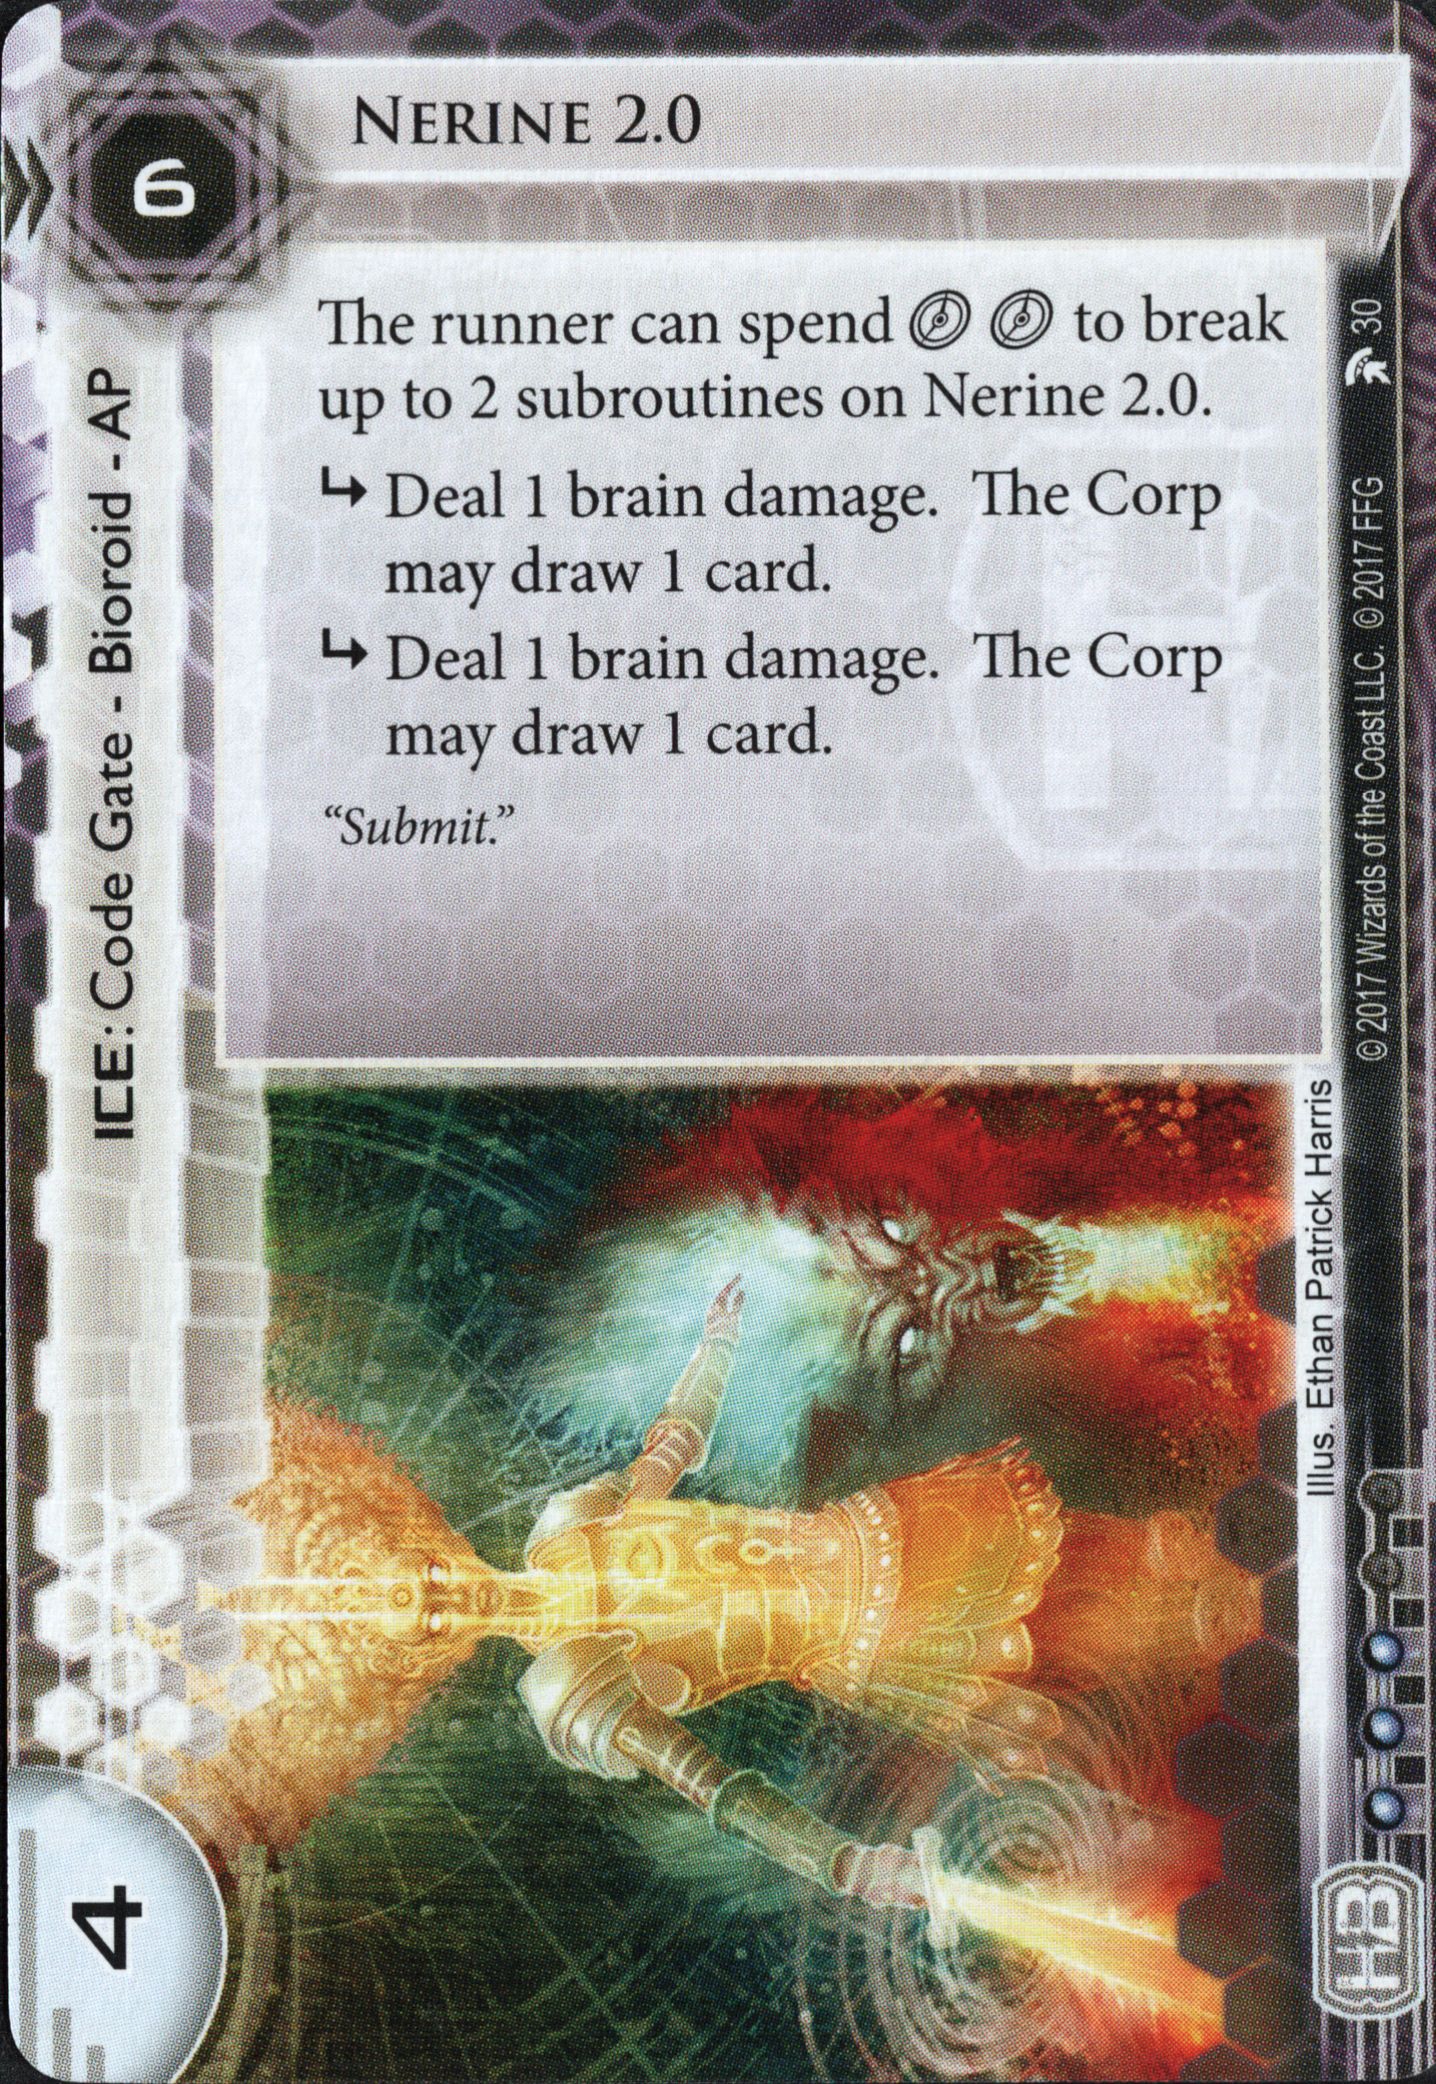 6
NERINE 2.0
The runner can spend to break
up to 2 subroutines on Nerine 2.0.
Deal 1 brain damage. The Corp
may draw 1 card.
Deal 1 brain damage. The Corp
may draw 1 card.
“Submit.”
ICE: Code Gate - Bioroid - AP
4
Illus. Ethan Patrick Harris
© 2017 Wizards of the Coast LLC. © 2017 FFG
30
HB